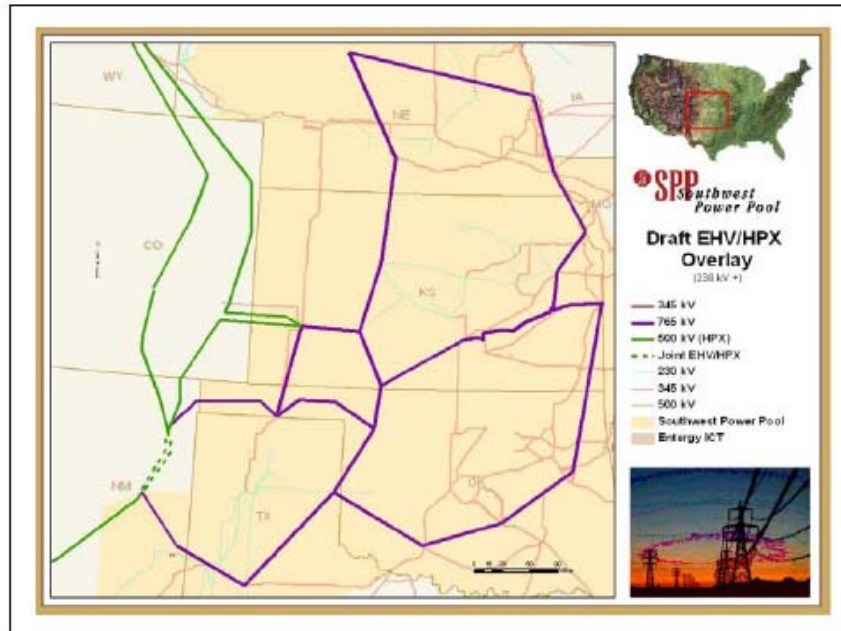 WY
IA
NE
CO
MO
KS
NM
OK
TX
SPP
Southwest
Power Pool
Draft EHV/HPX
Overlay
(230 kV +)
345 kV
765 kV
500 kV (HPX)
Joint EHV/HPX
230 kV
345 kV
500 kV
Southwest Power Pool
Entergy ICT